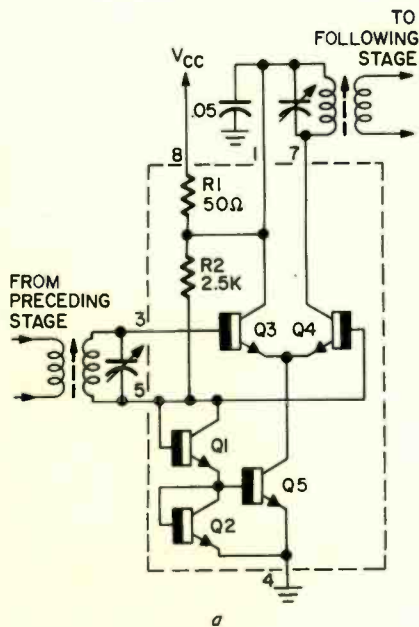 TO
FOLLOWING
STAGE
VCC
.05
8
1
7
R1
50Ω
R2
2.5K
FROM
PRECEDING
STAGE
3
Q3
Q4
5
Q1
Q5
Q2
4
a